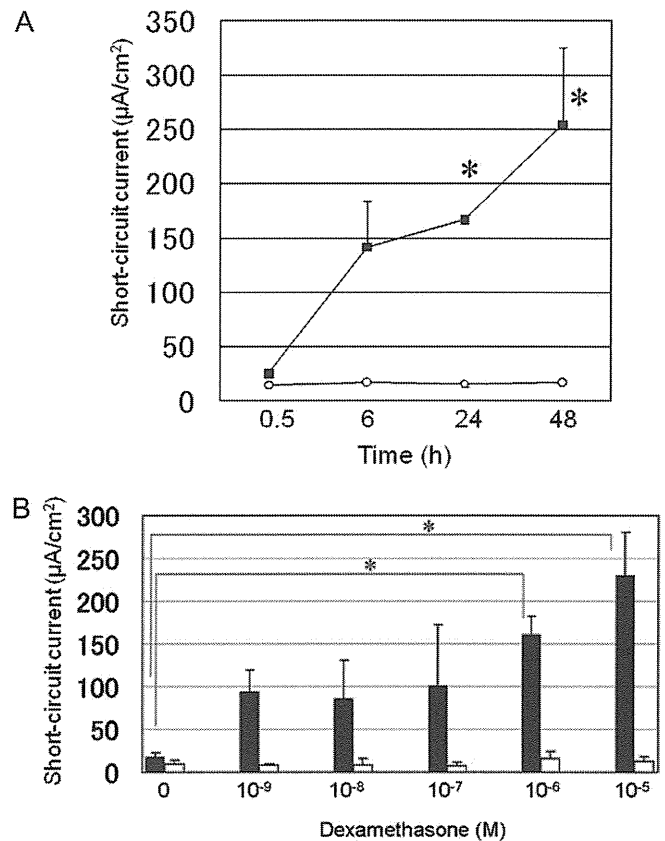 A
Short-circuit current (μA/cm²)
350
300
250
200
150
100
50
0
*
*
0.5 6 24 48
Time (h)
B
Short-circuit current (μA/cm²)
300
250
200
150
100
50
0
*
*
0 10⁻⁹ 10⁻⁸ 10⁻⁷ 10⁻⁶ 10⁻⁵
Dexamethasone (M)